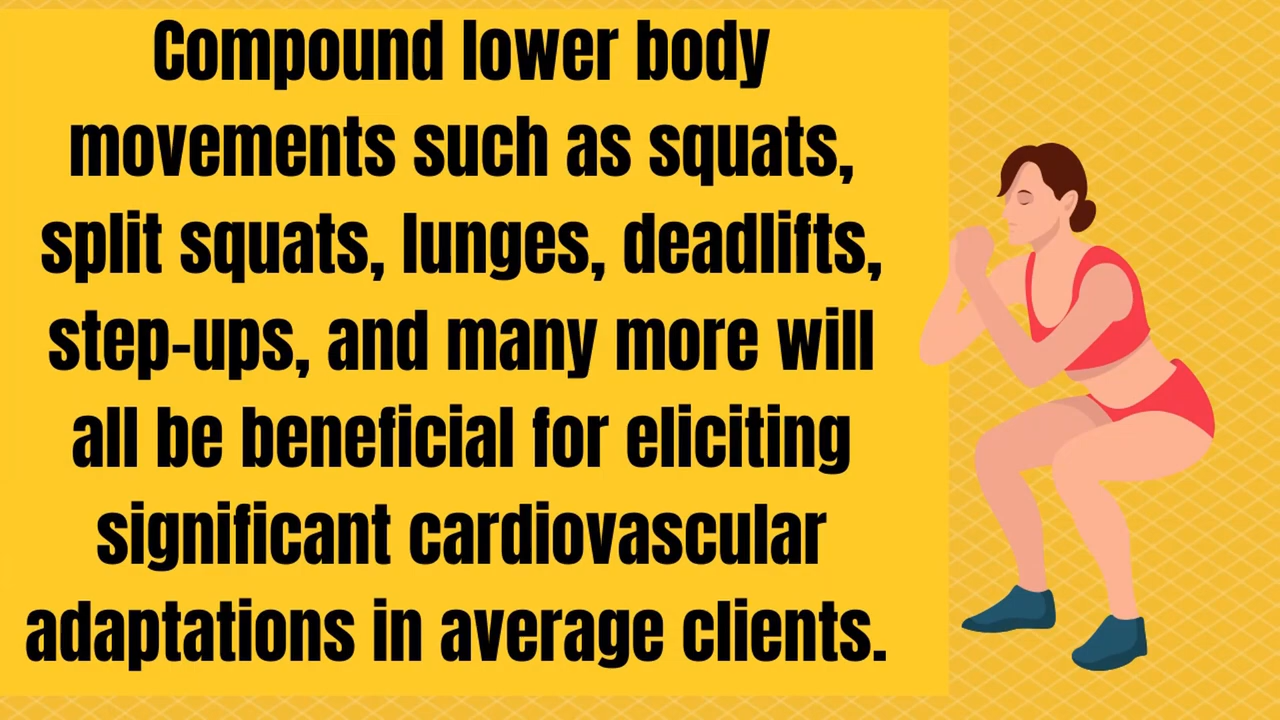 Compound lower body
movements such as squats,
split squats, lunges, deadlifts,
step-ups, and many more will
all be beneficial for eliciting
significant cardiovascular
adaptations in average clients.